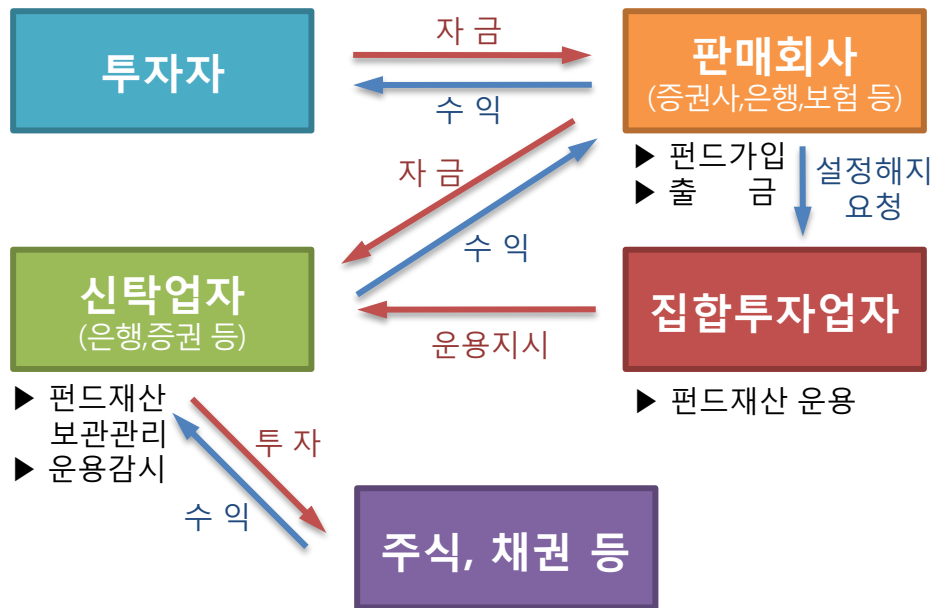 투자자
자 금
수 익
판매회사
(증권사,은행,보험 등)
▶ 펀드가입
▶ 출 금
설정해지
요청
자 금
수 익
신탁업자
(은행,증권 등)
운용지시
집합투자업자
▶ 펀드재산
보관관리
▶ 운용감시
▶ 펀드재산 운용
투 자
수 익
주식, 채권 등